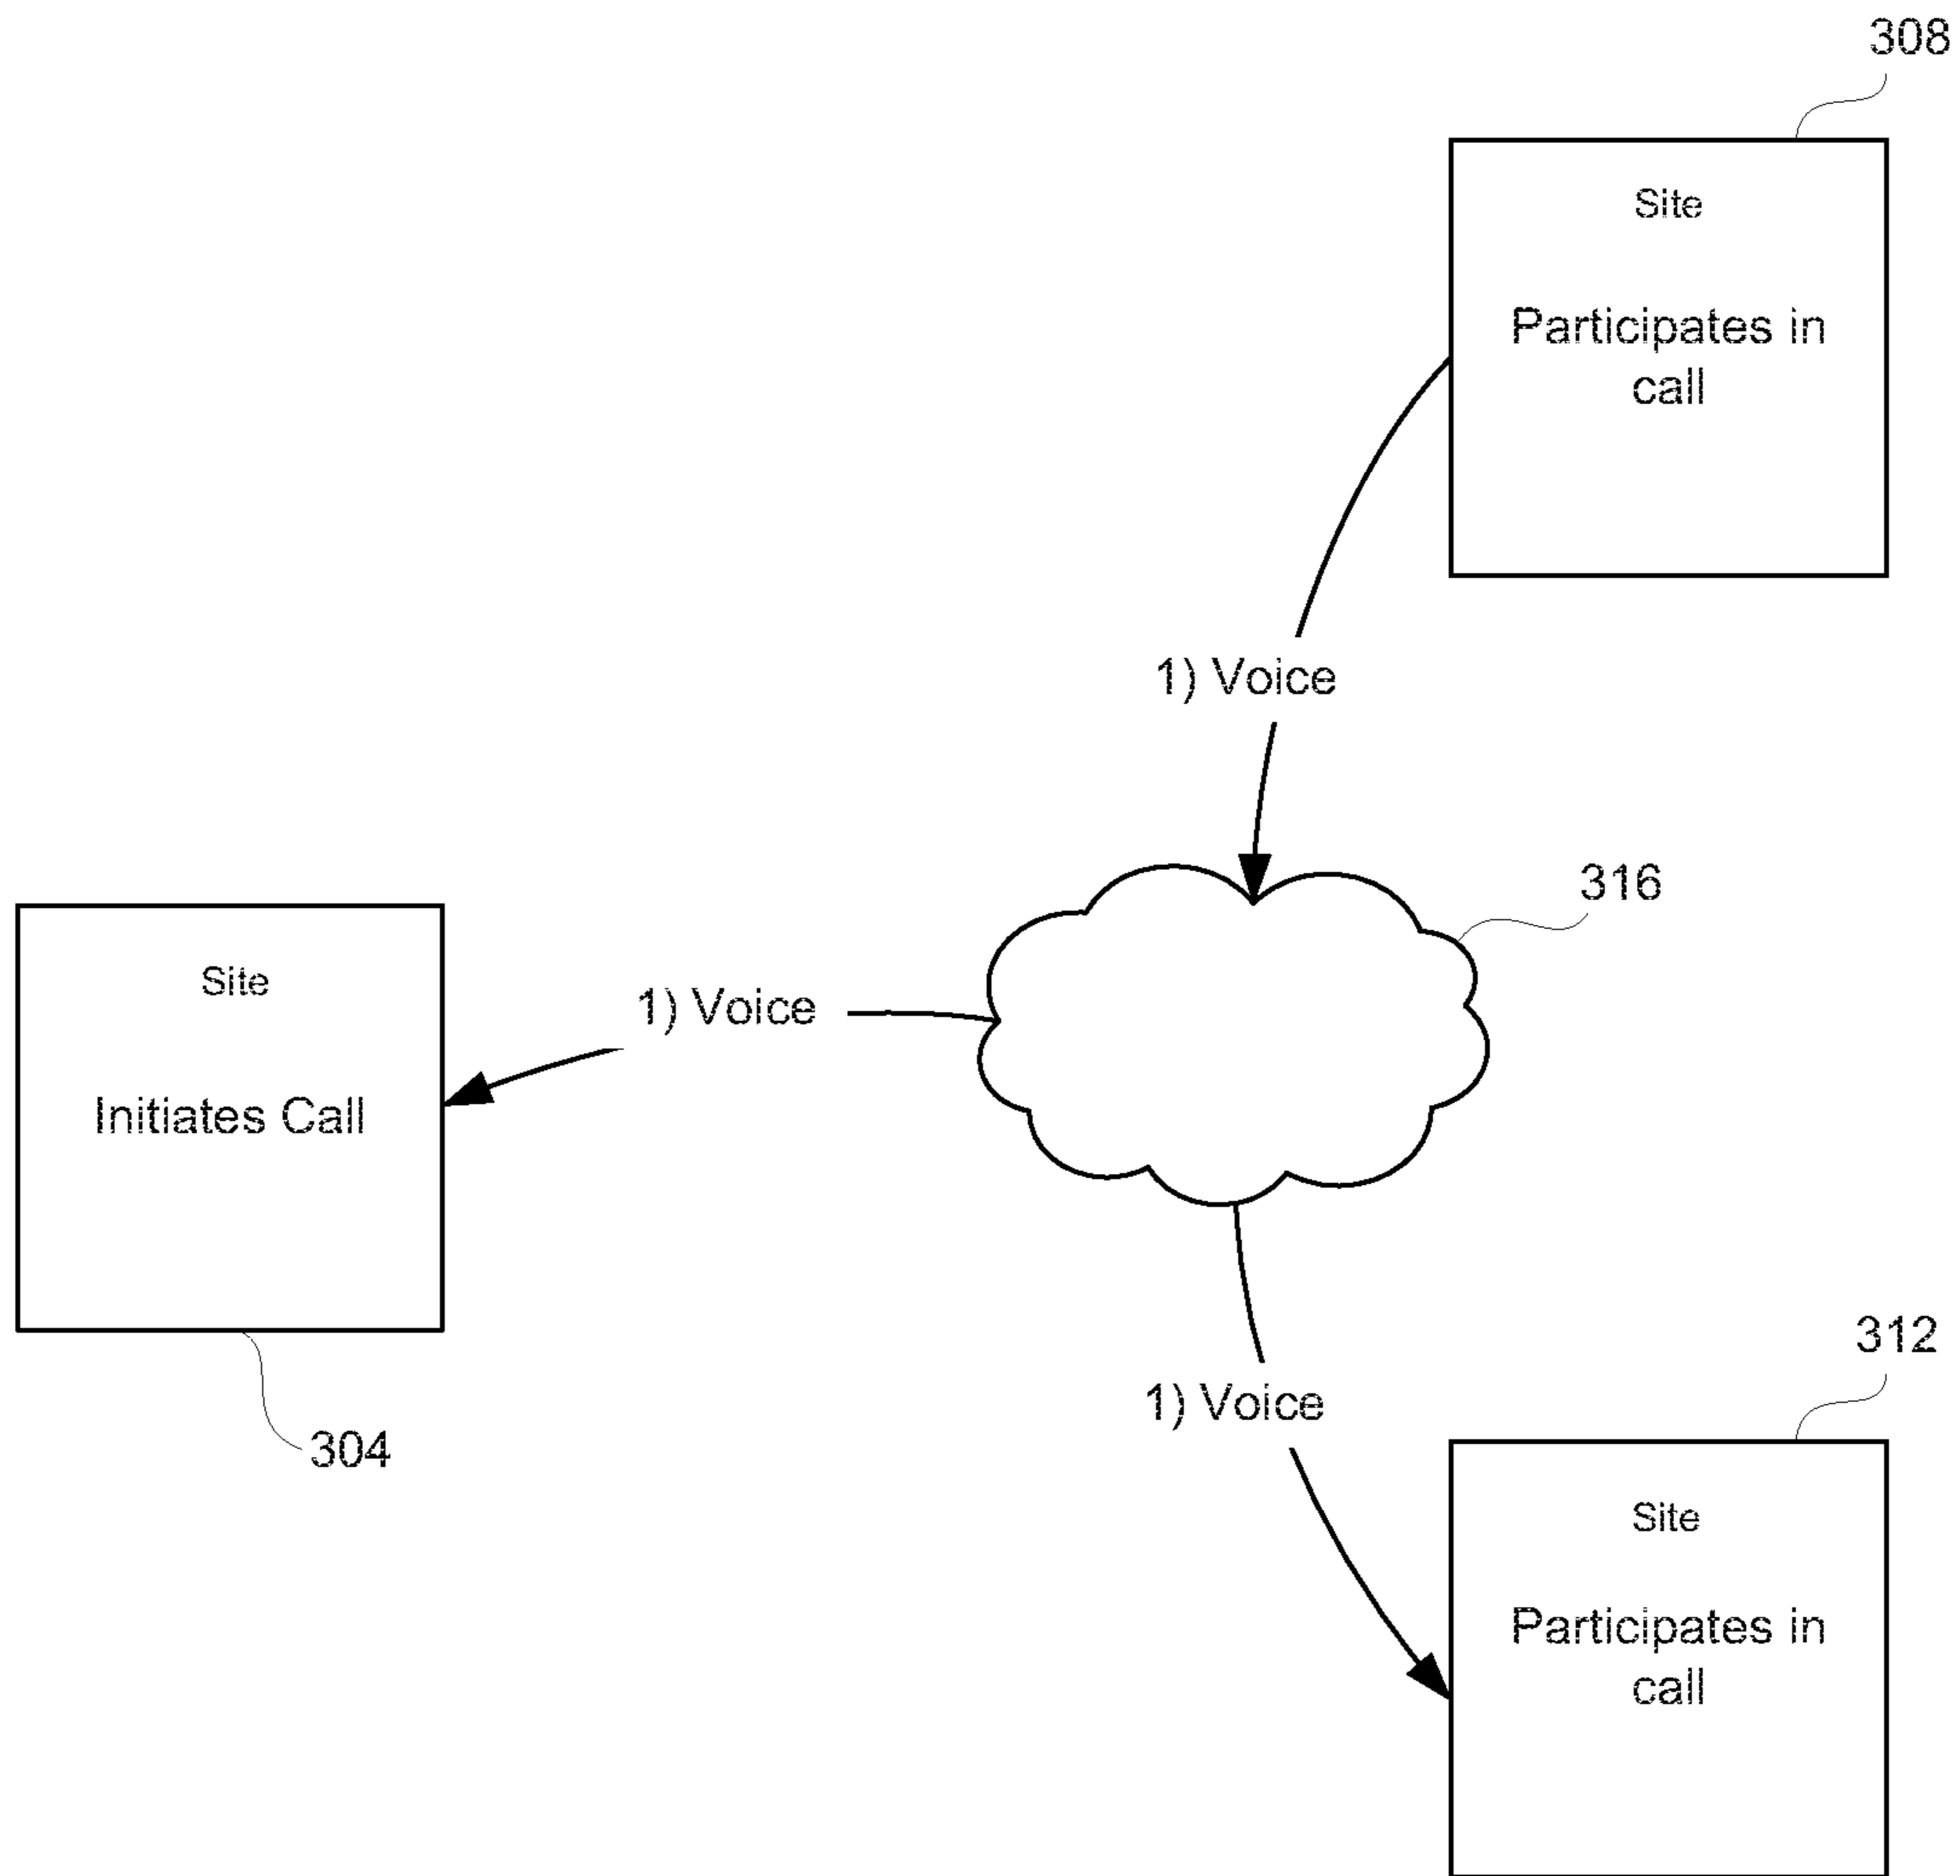 308
Site
Participates in
call
1) Voice
316
Site
1) Voice
Initiates Call
312
1) Voice
304
Site
Participates in
call